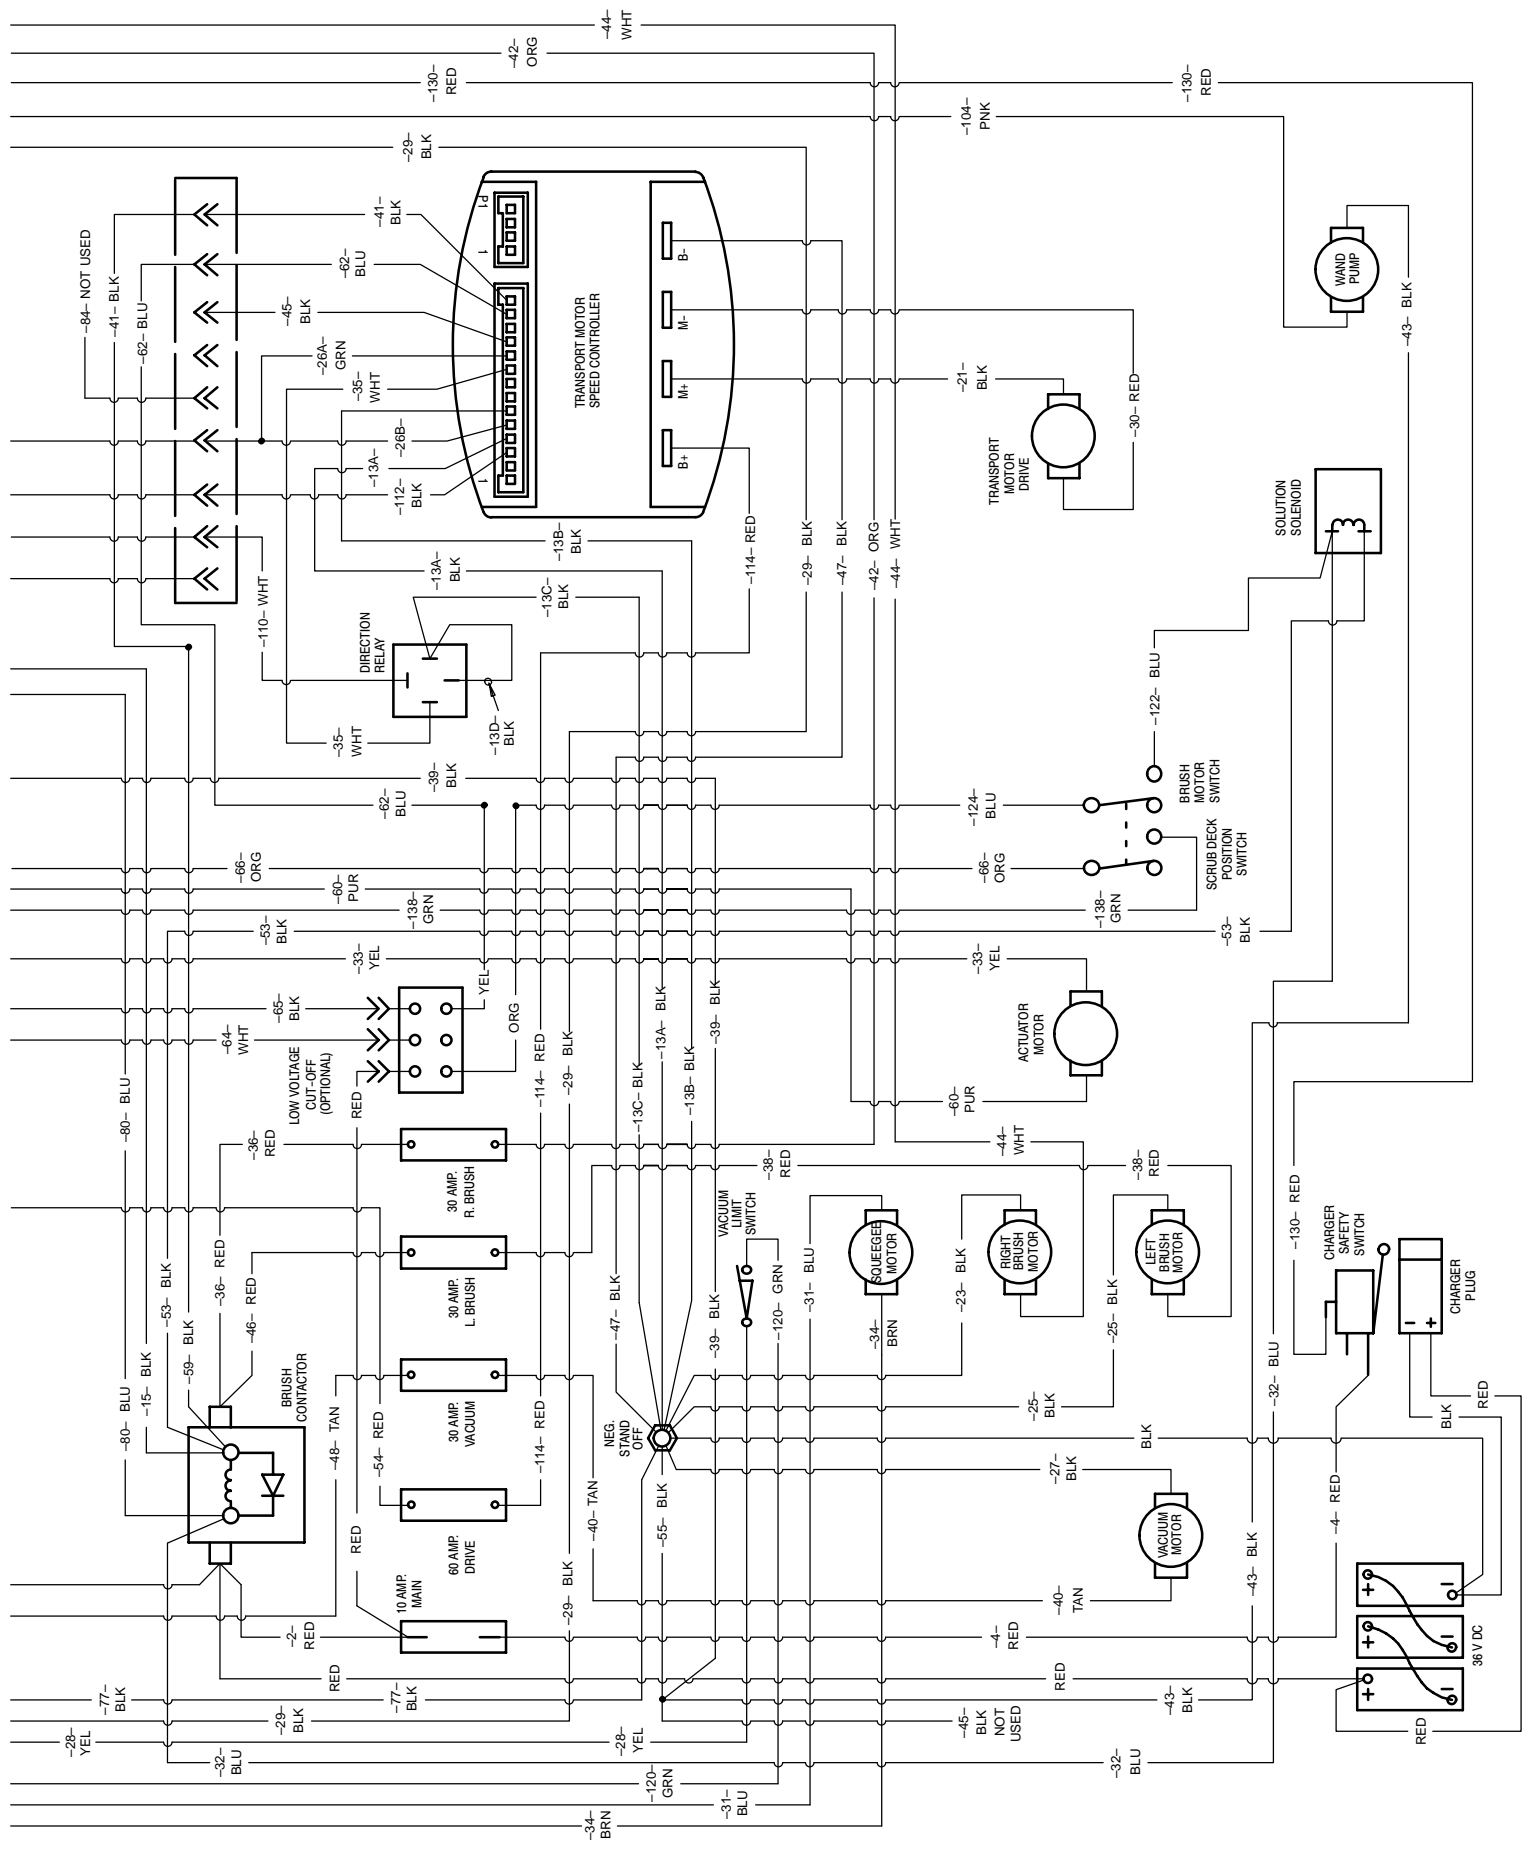 –44–
WHT
–42–
ORG
–130–
RED
–130–
RED
–104–
PNK
–29–
BLK
–84– NOT USED
–41– BLK
–62– BLU
–41–
BLK
–62–
BLU
–45–
BLK
–26A–
GRN
–35–
WHT
–26B–
–13A–
–112–
BLK
P1
1
1
TRANSPORT MOTOR
SPEED CONTROLLER
B–
M–
M+
B+
WAND
PUMP
–43– BLK
–21–
BLK
–30– RED
TRANSPORT
MOTOR
DRIVE
SOLUTION
SOLENOID
–13B–
BLK
–13A–
BLK
–13C–
BLK
–114– RED
–29– BLK
–47– BLK
–42– ORG
–44– WHT
–110– WHT
DIRECTION
RELAY
–35–
WHT
–13D–
BLK
–122– BLU
–39–
BLK
–62–
BLU
–124–
BLU
BRUSH
MOTOR
SWITCH
SCRUB DECK
POSITION
SWITCH
–66–
ORG
–66–
ORG
–60–
PUR
–138–
GRN
–138–
GRN
–53–
BLK
–53–
BLK
–33–
YEL
–33–
YEL
YEL
ORG
–65–
BLK
–64–
WHT
LOW VOLTAGE
CUT-OFF
(OPTIONAL)
RED
–80– BLU
–114– RED
–29– BLK
–13C– BLK
–13A– BLK
–13B– BLK
–39– BLK
ACTUATOR
MOTOR
–60–
PUR
–36–
RED
30 AMP.
R. BRUSH
–44–
WHT
–38–
RED
–38–
RED
–53– BLK
–36– RED
–46– RED
30 AMP.
L. BRUSH
VACUUM
LIMIT
SWITCH
–47– BLK
–39– BLK
–120– GRN
–31– BLU
SQUEEGEE
MOTOR
–34–
BRN
–23– BLK
RIGHT
BRUSH
MOTOR
–25– BLK
LEFT
BRUSH
MOTOR
–130– RED
CHARGER
SAFETY
SWITCH
CHARGER
PLUG
–
+
–80– BLU
–15– BLK
–59– BLK
BRUSH
CONTACTOR
–48– TAN
–54– RED
30 AMP.
VACUUM
–114– RED
NEG.
STAND
OFF
–25–
BLK
BLK
–32– BLU
BLK
RED
–27–
BLK
RED
60 AMP.
DRIVE
–40– TAN
–55– BLK
VACUUM
MOTOR
–4– RED
–43– BLK
10 AMP.
MAIN
–29– BLK
–40–
TAN
–2–
RED
–4–
RED
RED
RED
+
–
+
–
+
–
36 V DC
RED
–77–
BLK
–77–
BLK
–43–
BLK
–29–
BLK
–45–
BLK
NOT
USED
–28–
YEL
–28–
YEL
–32–
BLU
–32–
BLU
–120–
GRN
–31–
BLU
–34–
BRN